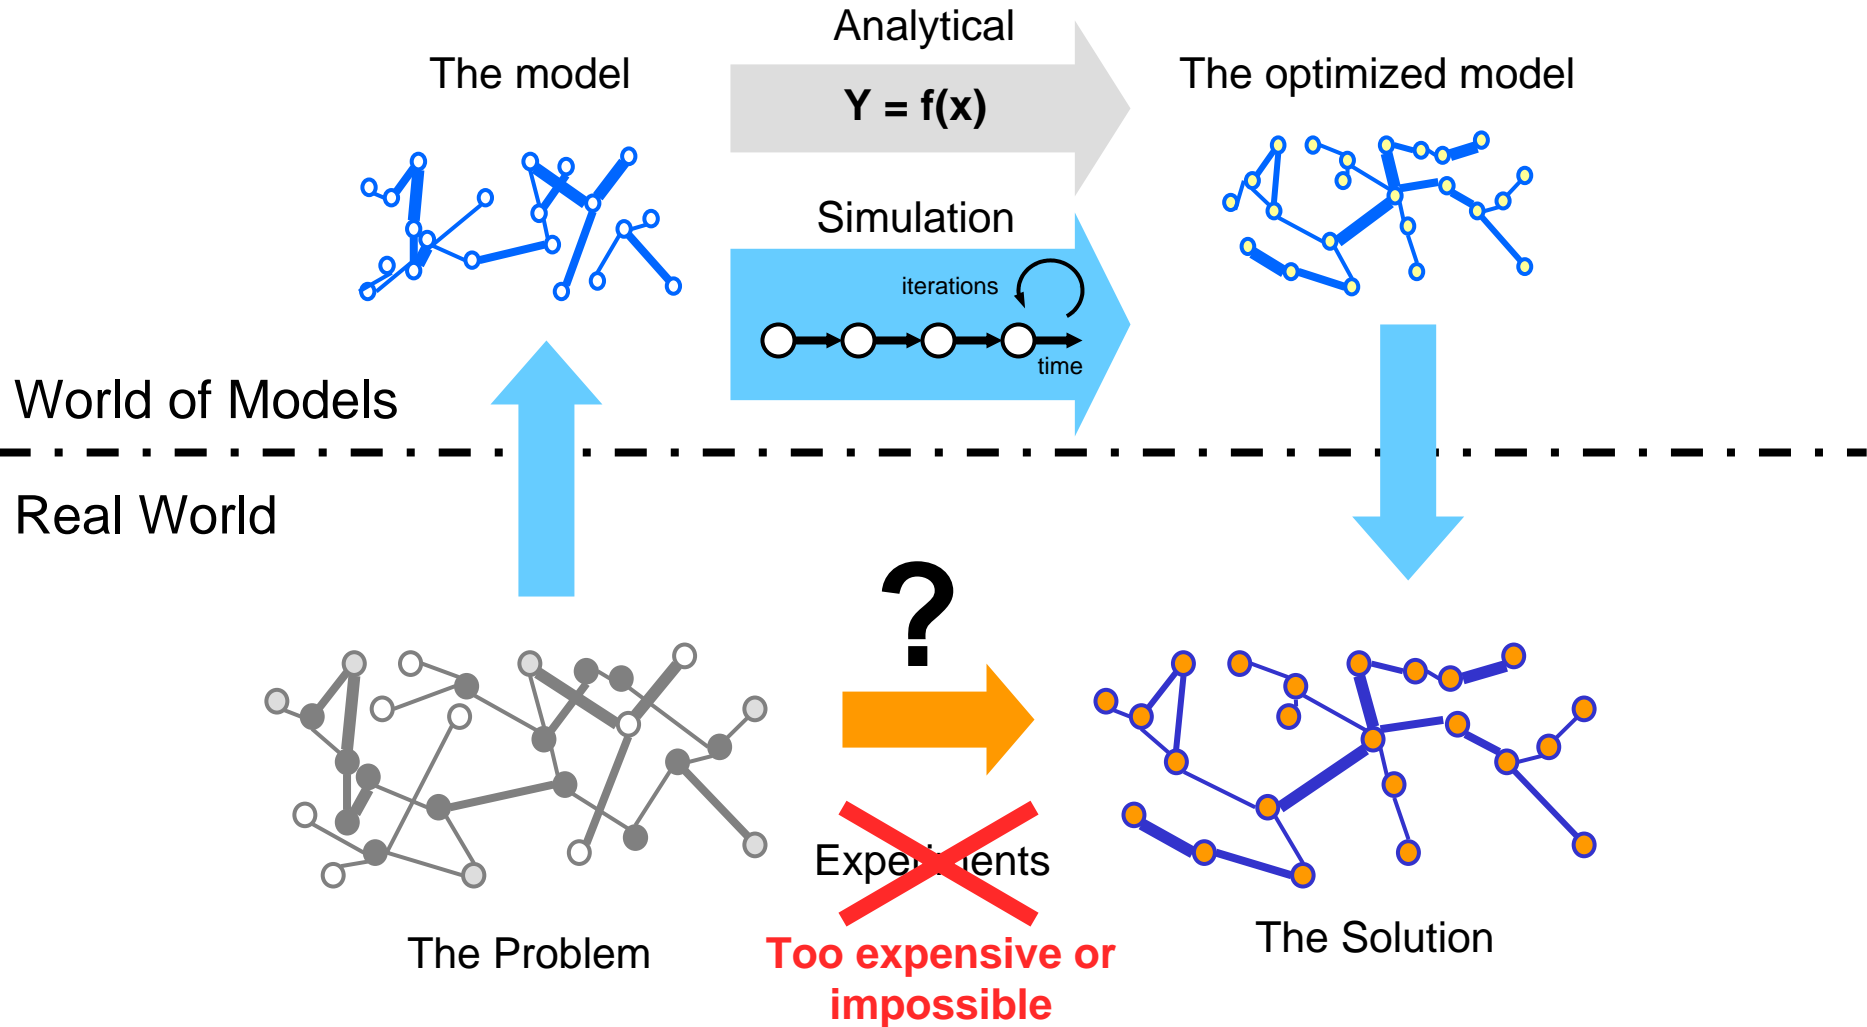 Analytical
The model
Y = f(x)
The optimized model
Simulation
iterations
time
World of Models
Real World
?
Experiments
The Problem
Too expensive or
impossible
The Solution